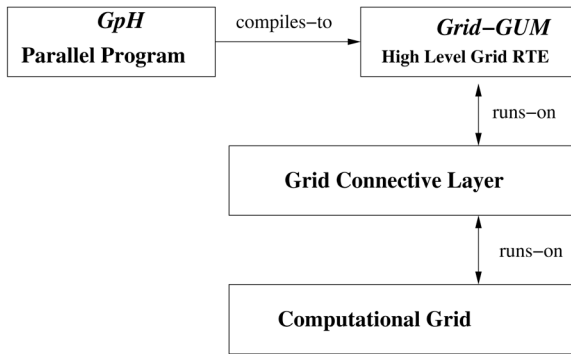 GpH
Parallel Program
compiles-to
Grid-GUM
High Level Grid RTE
runs-on
Grid Connective Layer
runs-on
Computational Grid